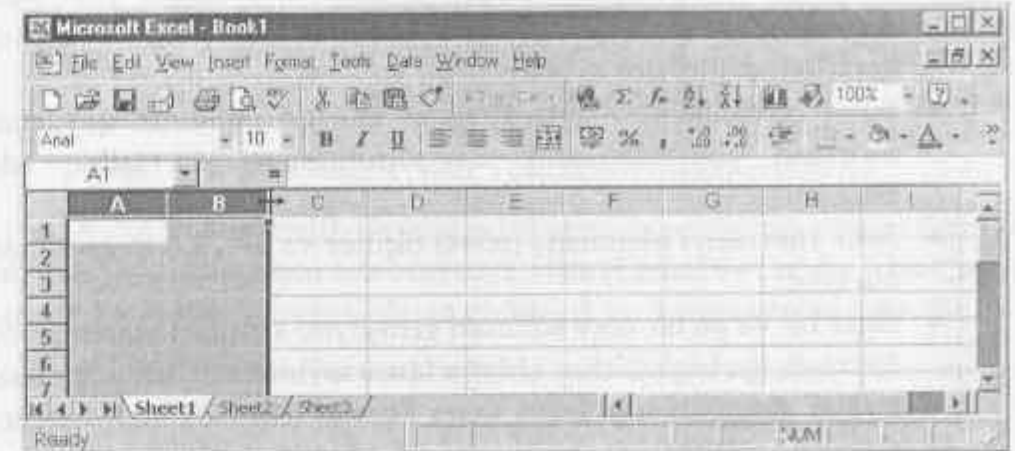 Microsoft Excel - Book1
File Edit View Insert Format Tools Data Window Help
100%
Arial 10 B I U % , A
A1 =
A B C D E F G H I
1
2
3
4
5
6
7
Sheet1 Sheet2 Sheet3
Ready NUM